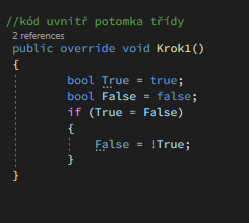 //kód uvnitř potomka třídy
2 references
public override void Krok1()
{
bool True = true;
bool False = false;
if (True = False)
{
False = !True;
}
}